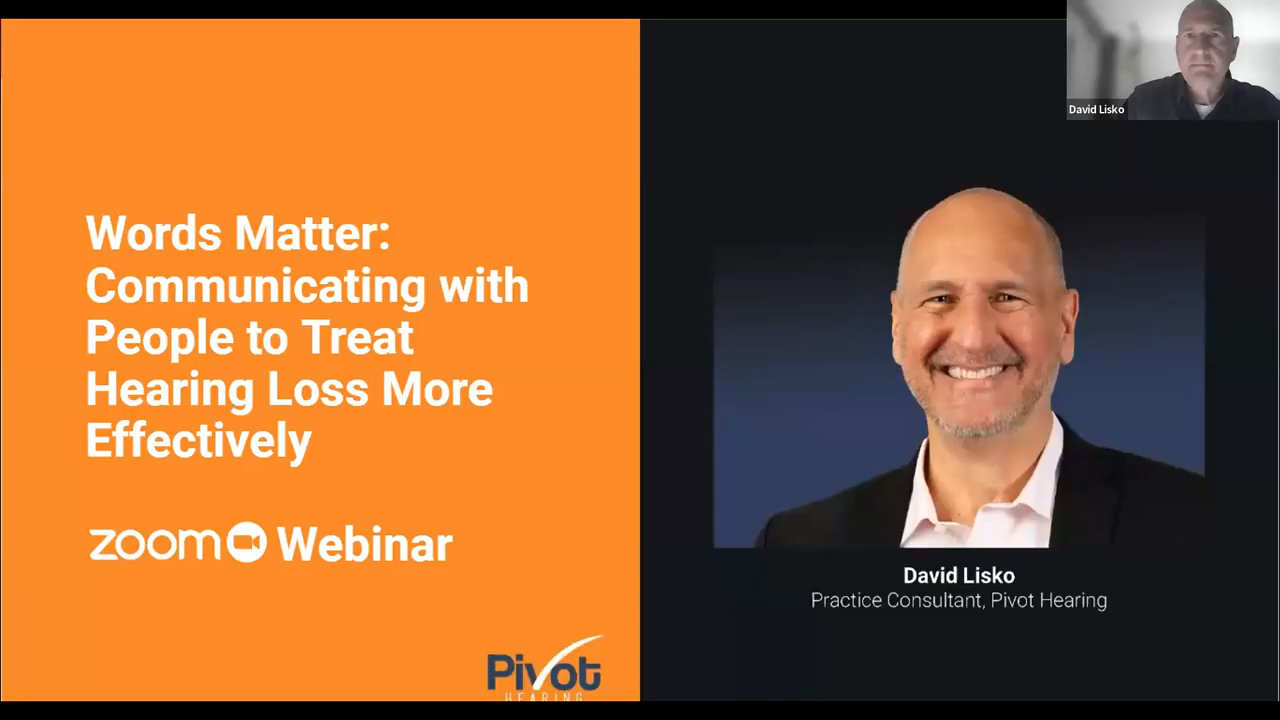 David Lisko
Words Matter:
Communicating with
People to Treat
Hearing Loss More
Effectively
zoom Webinar
Pivot
HEARING
David Lisko
Practice Consultant, Pivot Hearing